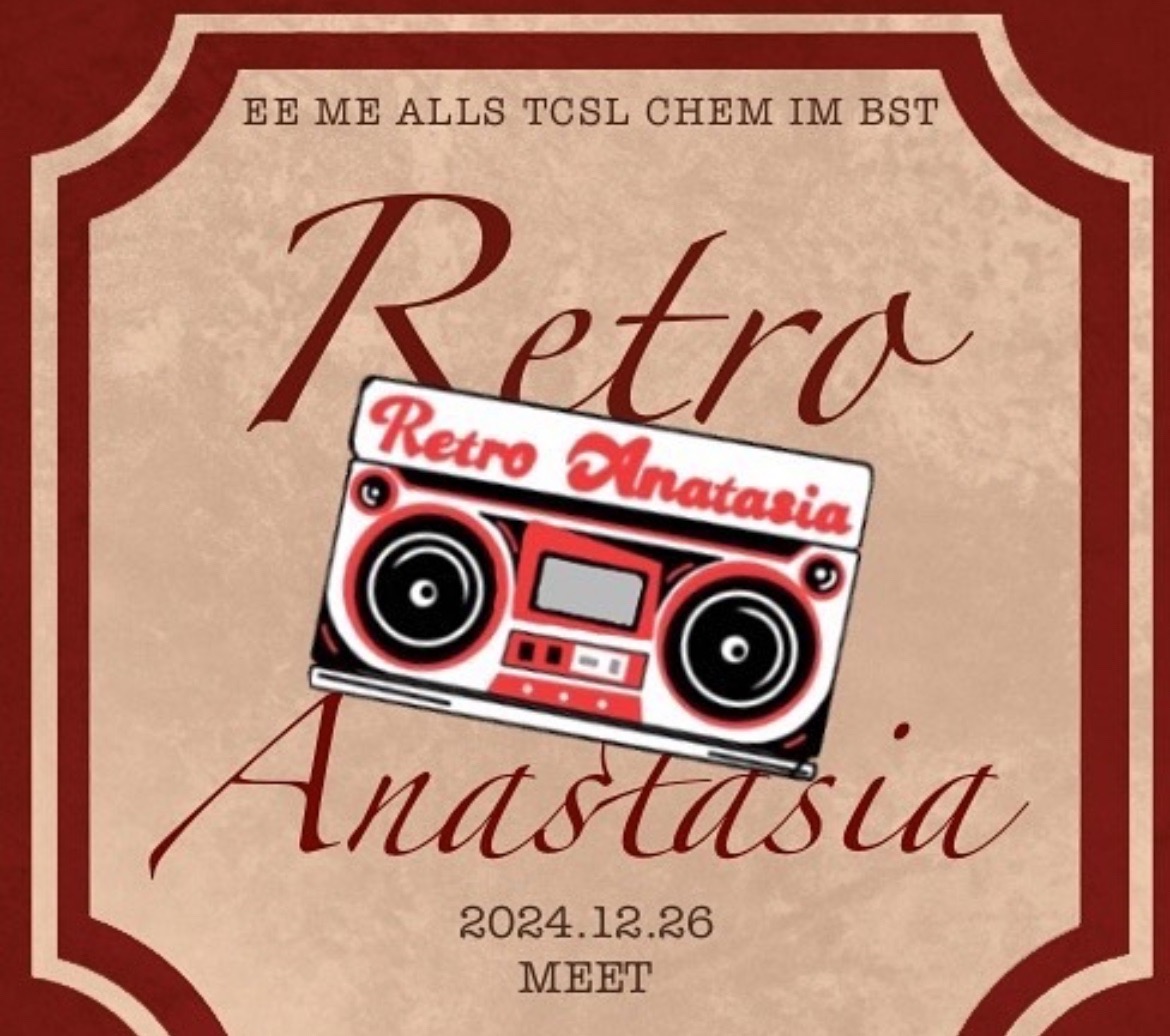 EE ME ALLS TCSL CHEM IM BST
Retro
Retro Anatasia
Anastasia
2024.12.26
MEET